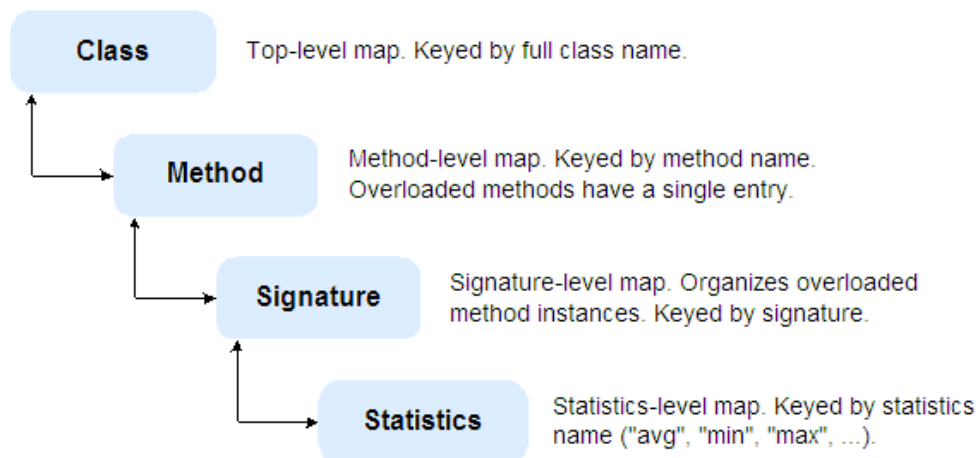 Class
Top-level map. Keyed by full class name.
Method
Method-level map. Keyed by method name.
Overloaded methods have a single entry.
Signature
Signature-level map. Organizes overloaded
method instances. Keyed by signature.
Statistics
Statistics-level map. Keyed by statistics
name ("avg", "min", "max", ...).